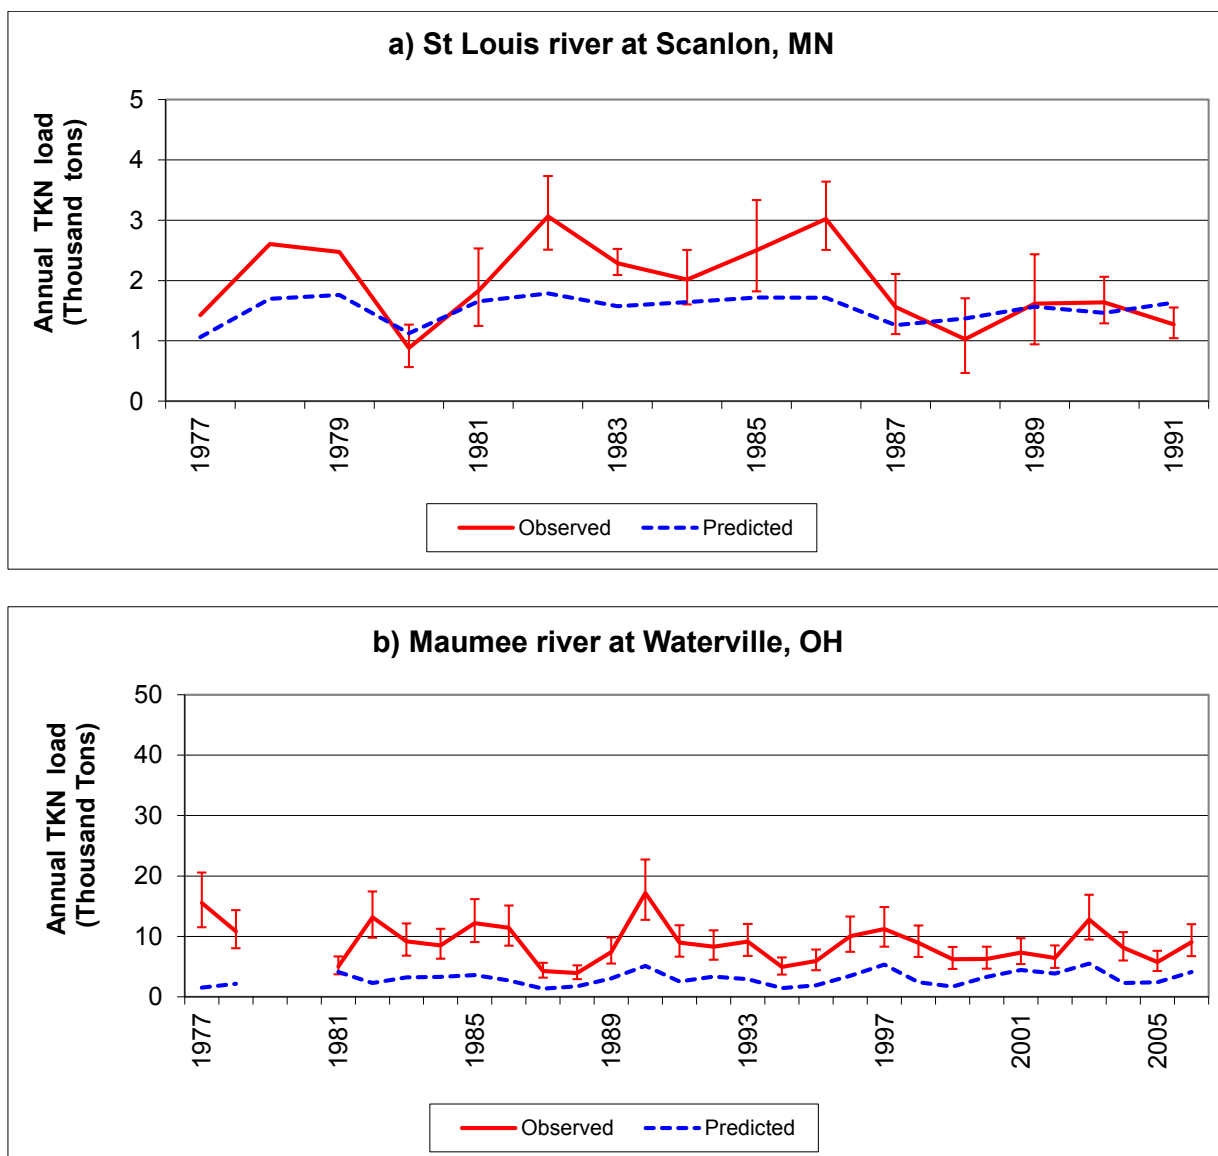 a) St Louis river at Scanlon, MN
Annual TKN load
(Thousand tons)
5
4
3
2
1
0
1977
1979
1981
1983
1985
1987
1989
1991
Observed
Predicted
b) Maumee river at Waterville, OH
Annual TKN load
(Thousand Tons)
50
40
30
20
10
0
1977
1981
1985
1989
1993
1997
2001
2005
Observed
Predicted